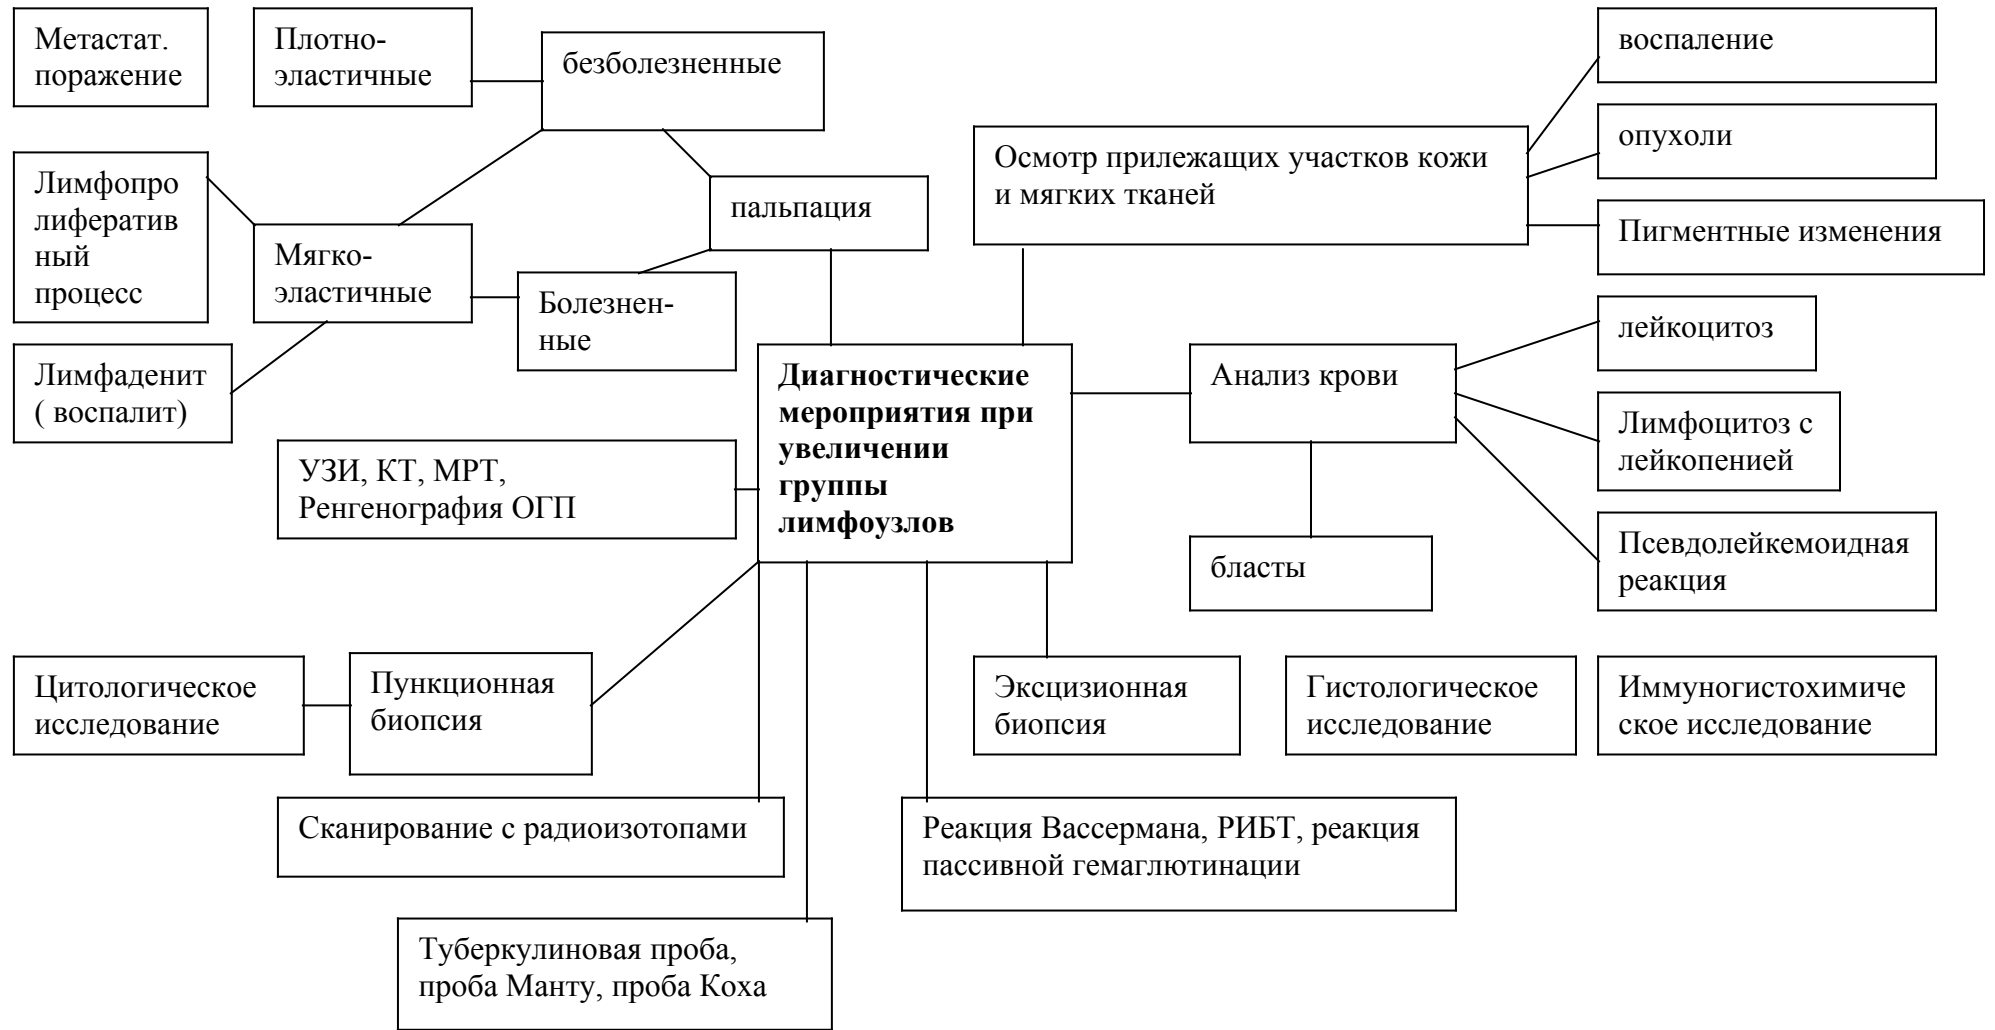 Метастат.
поражение
Плотно-
эластичные
безболезненные
воспаление
опухоли
Осмотр прилежащих участков кожи
и мягких тканей
Лимфопро
лифератив
ный
процесс
пальпация
Пигментные изменения
Мягко-
эластичные
Болезнен-
ные
лейкоцитоз
Лимфаденит
( воспалит)
Диагностические
мероприятия при
увеличении
группы
лимфоузлов
Анализ крови
Лимфоцитоз с
лейкопенией
УЗИ, КТ, МРТ,
Ренгенография ОГП
бласты
Псевдолейкемоидная
реакция
Цитологическое
исследование
Пункционная
биопсия
Эксцизионная
биопсия
Гистологическое
исследование
Иммуногистохимиче
ское исследование
Сканирование с радиоизотопами
Реакция Вассермана, РИБТ, реакция
пассивной гемаглютинации
Туберкулиновая проба,
проба Манту, проба Коха